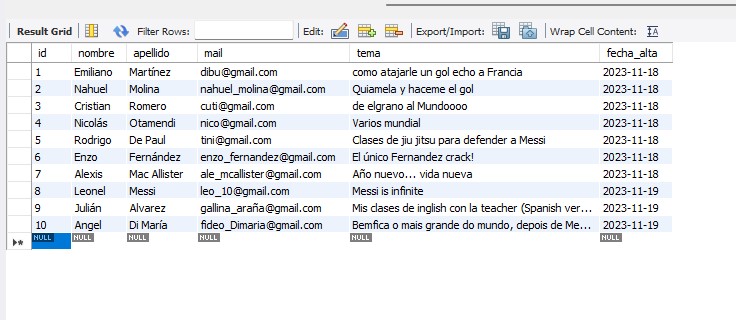 Result Grid Filter Rows: Edit: Export/Import: Wrap Cell Content:
id nombre apellido mail tema fecha_alta
1 Emiliano Martínez dibu@gmail.com como atajarle un gol echo a Francia 2023-11-18
2 Nahuel Molina nahuel_molina@gmail.com Quiamela y haceme el gol 2023-11-18
3 Cristian Romero cuti@gmail.com de elgrano al Mundoooo 2023-11-18
4 Nicolás Otamendi nico@gmail.com Varios mundial 2023-11-18
5 Rodrigo De Paul tini@gmail.com Clases de jiu jitsu para defender a Messi 2023-11-18
6 Enzo Fernández enzo_fernandez@gmail.com El único Fernandez crack! 2023-11-18
7 Alexis Mac Allister ale_mcallister@gmail.com Año nuevo... vida nueva 2023-11-18
8 Leonel Messi leo_10@gmail.com Messi is infinite 2023-11-19
9 Julián Alvarez gallina_araña@gmail.com Mis clases de inglish con la teacher (Spanish ver... 2023-11-19
10 Angel Di María fideo_Dimaria@gmail.com Bemfica o mais grande do mundo, depois de Me... 2023-11-19
NULL NULL NULL NULL NULL NULL